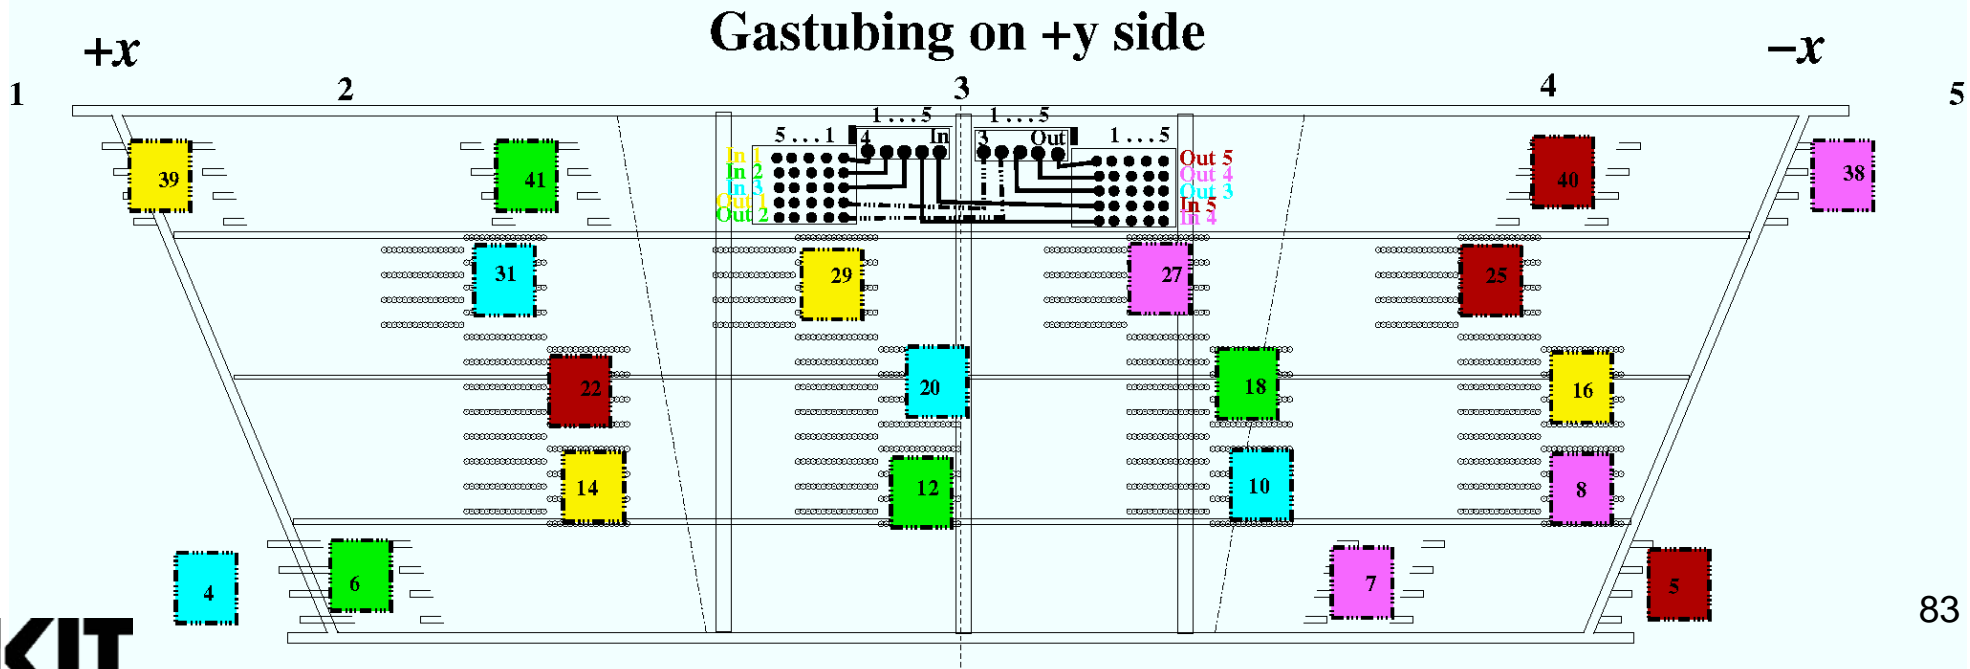 Gastubing on +y side
+x
−x
1
2
3
4
5
1 . . . 5
1 . . . 5
5 . . . 1
4
In
3
Out
1 . . . 5
In 1
In 2
In 3
Out 1
Out 2
Out 5
Out 4
Out 3
In 5
In 4
39
41
40
38
31
29
27
25
22
20
18
16
14
12
10
8
4
6
7
5
83
KIT